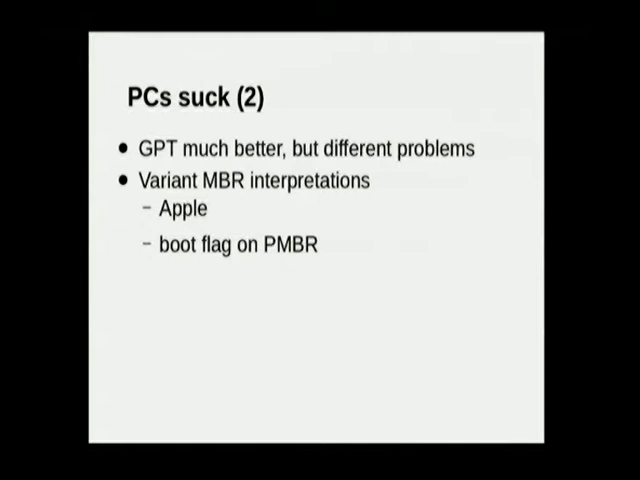 PCs suck (2)
● GPT much better, but different problems
● Variant MBR interpretations
– Apple
– boot flag on PMBR